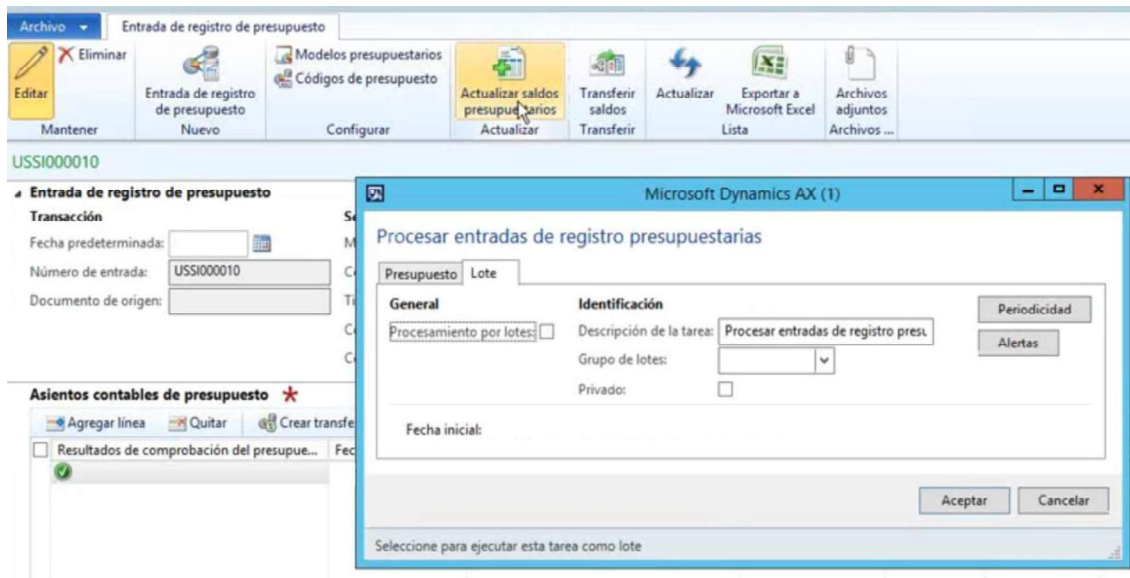 Archivo
Entrada de registro de presupuesto
Editar
Eliminar
Mantener
Entrada de registro
de presupuesto
Nuevo
Modelos presupuestarios
Códigos de presupuesto
Configurar
Actualizar saldos
presupuestarios
Actualizar
Transferir
saldos
Transferir
Actualizar
Exportar a
Microsoft Excel
Lista
Archivos
adjuntos
Archivos ...
USSI000010
Entrada de registro de presupuesto
Transacción
Fecha predeterminada:
Número de entrada: USSI000010
Documento de origen:
Asientos contables de presupuesto
Agregar línea Quitar Crear transfe
Resultados de comprobación del presupue... Fec
Microsoft Dynamics AX (1)
Procesar entradas de registro presupuestarias
Presupuesto Lote
General
Procesamiento por lotes:
Identificación
Descripción de la tarea: Procesar entradas de registro presu
Grupo de lotes:
Privado:
Periodicidad
Alertas
Fecha inicial:
Aceptar Cancelar
Seleccione para ejecutar esta tarea como lote